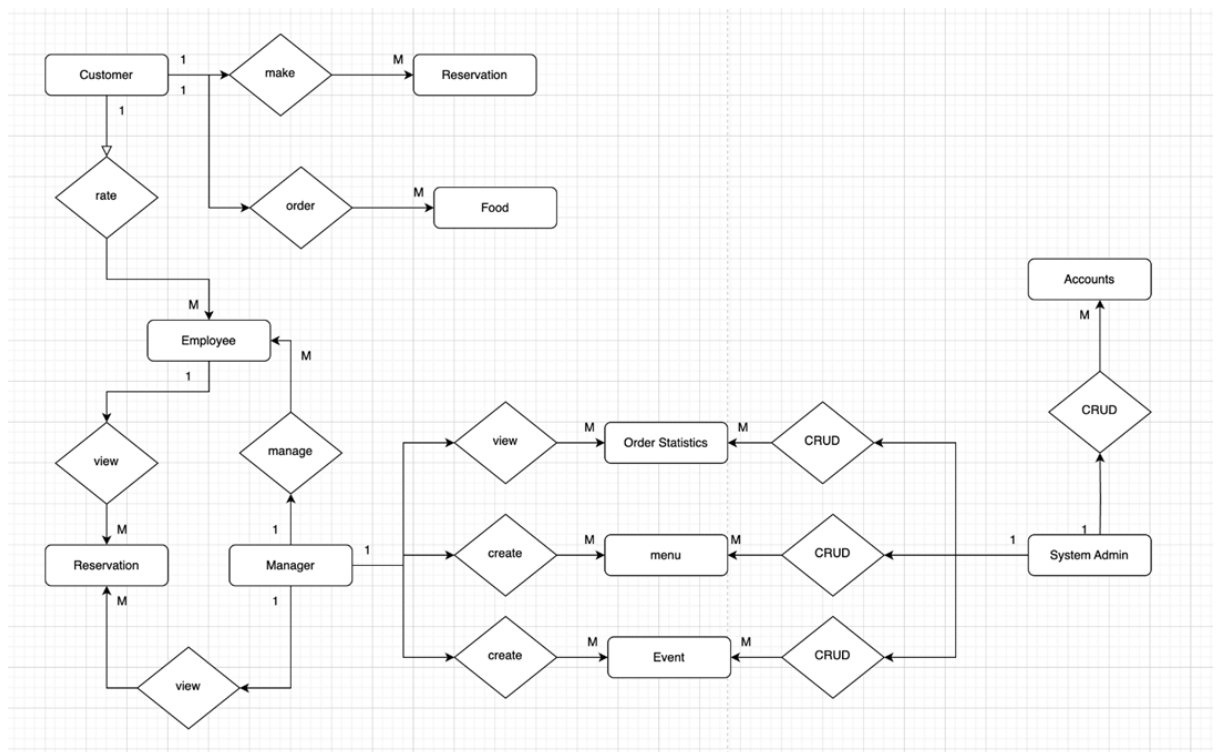 Customer
1
1
make
M
Reservation
1
rate
order
M
Food
M
Employee
1
M
view
manage
M
1
Reservation
Manager
1
M
1
view
view
M
Order Statistics
M
CRUD
create
M
menu
M
CRUD
create
M
Event
M
CRUD
Accounts
M
CRUD
1
1
System Admin